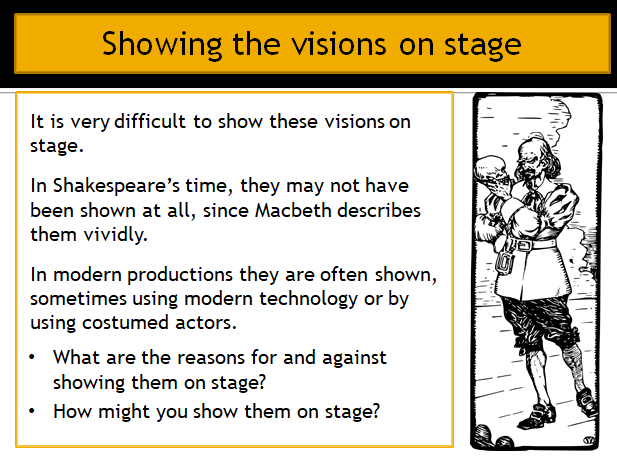 Showing the visions on stage
It is very difficult to show these visions on
stage.
In Shakespeare’s time, they may not have
been shown at all, since Macbeth describes
them vividly.
In modern productions they are often shown,
sometimes using modern technology or by
using costumed actors.
• What are the reasons for and against
showing them on stage?
• How might you show them on stage?